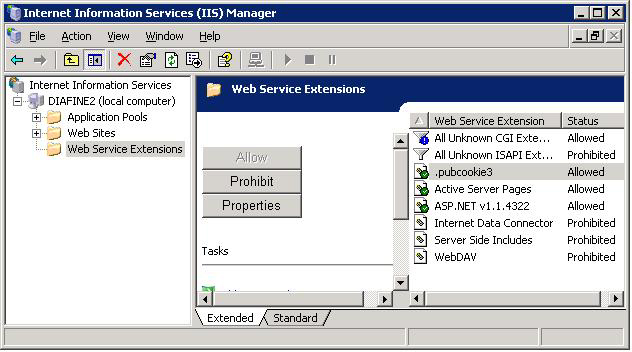 Internet Information Services (IIS) Manager
File Action View Window Help
Internet Information Services
DIAFINE2 (local computer)
Application Pools
Web Sites
Web Service Extensions
Web Service Extensions
Allow
Prohibit
Properties
Tasks
Web Service Extension Status
All Unknown CGI Exte... Allowed
All Unknown ISAPI Ext... Prohibited
.pubcookie3 Allowed
Active Server Pages Allowed
ASP.NET v1.1.4322 Allowed
Internet Data Connector Prohibited
Server Side Includes Prohibited
WebDAV Prohibited
Extended Standard